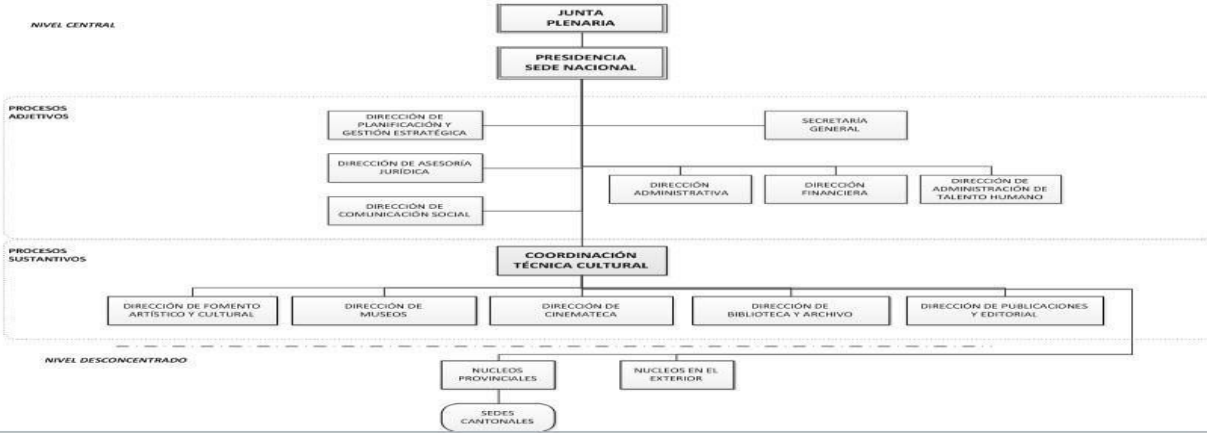 JUNTA
PLENARIA
NIVEL CENTRAL
PRESIDENCIA
SEDE NACIONAL
PROCESOS
ADJETIVOS
DIRECCIÓN DE
PLANIFICACIÓN Y
GESTIÓN ESTRATÉGICA
SECRETARÍA
GENERAL
DIRECCIÓN DE ASESORÍA
JURÍDICA
DIRECCIÓN
ADMINISTRATIVA
DIRECCIÓN
FINANCIERA
DIRECCIÓN DE
ADMINISTRACIÓN DE
TALENTO HUMANO
DIRECCIÓN DE
COMUNICACIÓN SOCIAL
PROCESOS
SUSTANTIVOS
COORDINACIÓN
TÉCNICA CULTURAL
DIRECCIÓN DE FOMENTO
ARTÍSTICO Y CULTURAL
DIRECCIÓN DE
MUSEOS
DIRECCIÓN DE
CINEMATECA
DIRECCIÓN DE
BIBLIOTECA Y ARCHIVO
DIRECCIÓN DE PUBLICACIONES
Y EDITORIAL
NIVEL DESCONCENTRADO
NUCLEOS
PROVINCIALES
NUCLEOS EN EL
EXTERIOR
SEDES
CANTONALES